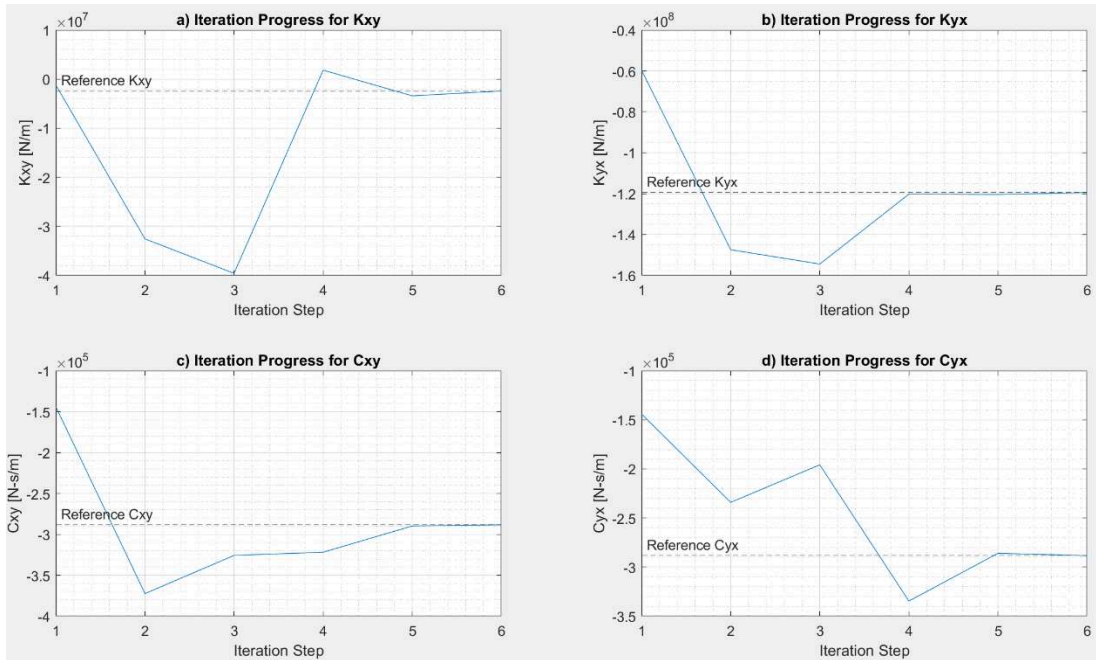 a) Iteration Progress for Kxy
×10^7
Kxy [N/m]
1
0
-1
-2
-3
-4
Reference Kxy
1 2 3 4 5 6
Iteration Step
b) Iteration Progress for Kyx
×10^8
Kyx [N/m]
-0.4
-0.6
-0.8
-1
-1.2
-1.4
-1.6
Reference Kyx
1 2 3 4 5 6
Iteration Step
c) Iteration Progress for Cxy
×10^5
Cxy [N-s/m]
-1
-1.5
-2
-2.5
-3
-3.5
-4
Reference Cxy
1 2 3 4 5 6
Iteration Step
d) Iteration Progress for Cyx
×10^5
Cyx [N-s/m]
-1
-1.5
-2
-2.5
-3
-3.5
Reference Cyx
1 2 3 4 5 6
Iteration Step